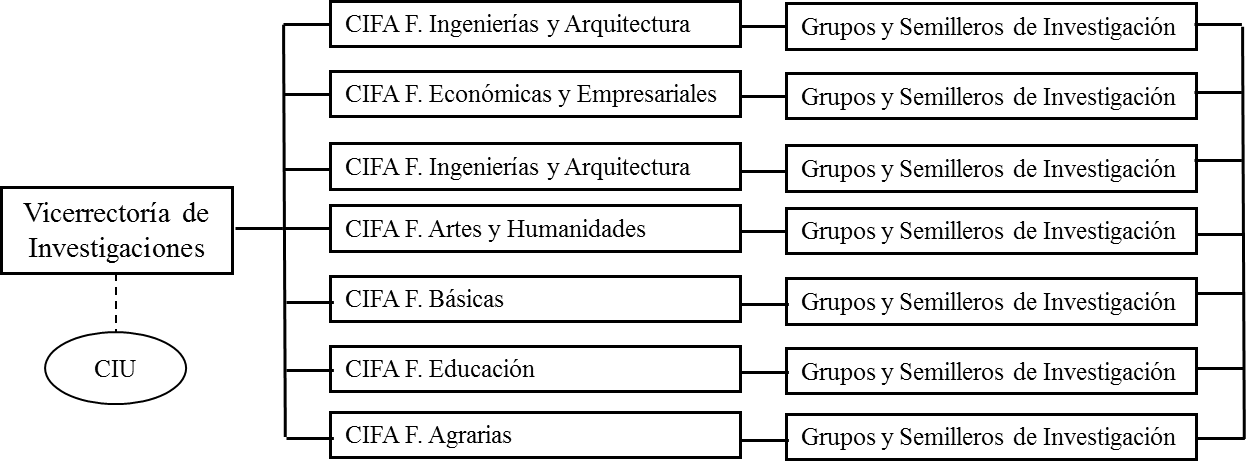 CIFA F. Ingenierías y Arquitectura
Grupos y Semilleros de Investigación
CIFA F. Económicas y Empresariales
Grupos y Semilleros de Investigación
CIFA F. Ingenierías y Arquitectura
Grupos y Semilleros de Investigación
Vicerrectoría de
Investigaciones
CIFA F. Artes y Humanidades
Grupos y Semilleros de Investigación
CIFA F. Básicas
Grupos y Semilleros de Investigación
CIU
CIFA F. Educación
Grupos y Semilleros de Investigación
CIFA F. Agrarias
Grupos y Semilleros de Investigación